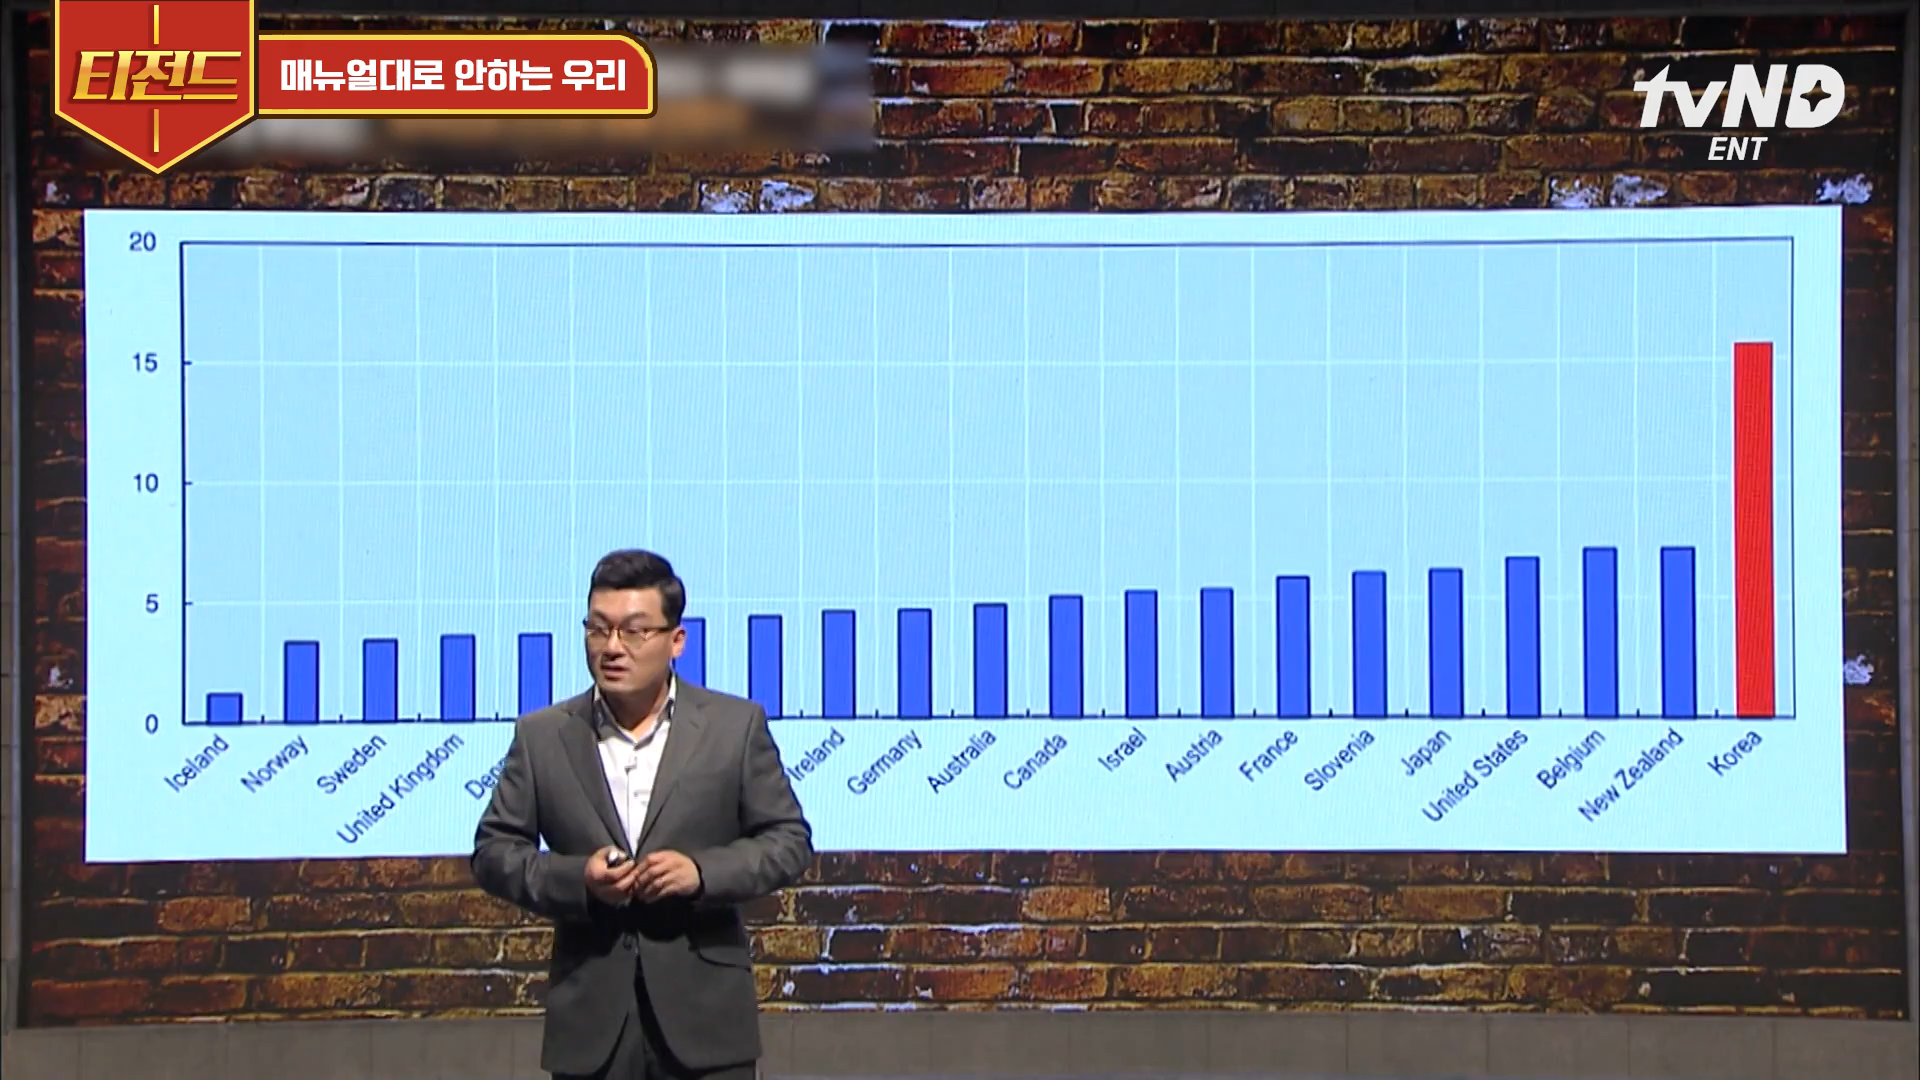 티전드
매뉴얼대로 안하는 우리
tvND
ENT
20
15
10
5
0
Iceland
Norway
Sweden
United Kingdom
Ireland
Germany
Australia
Canada
Israel
Austria
France
Slovenia
Japan
United States
Belgium
New Zealand
Korea